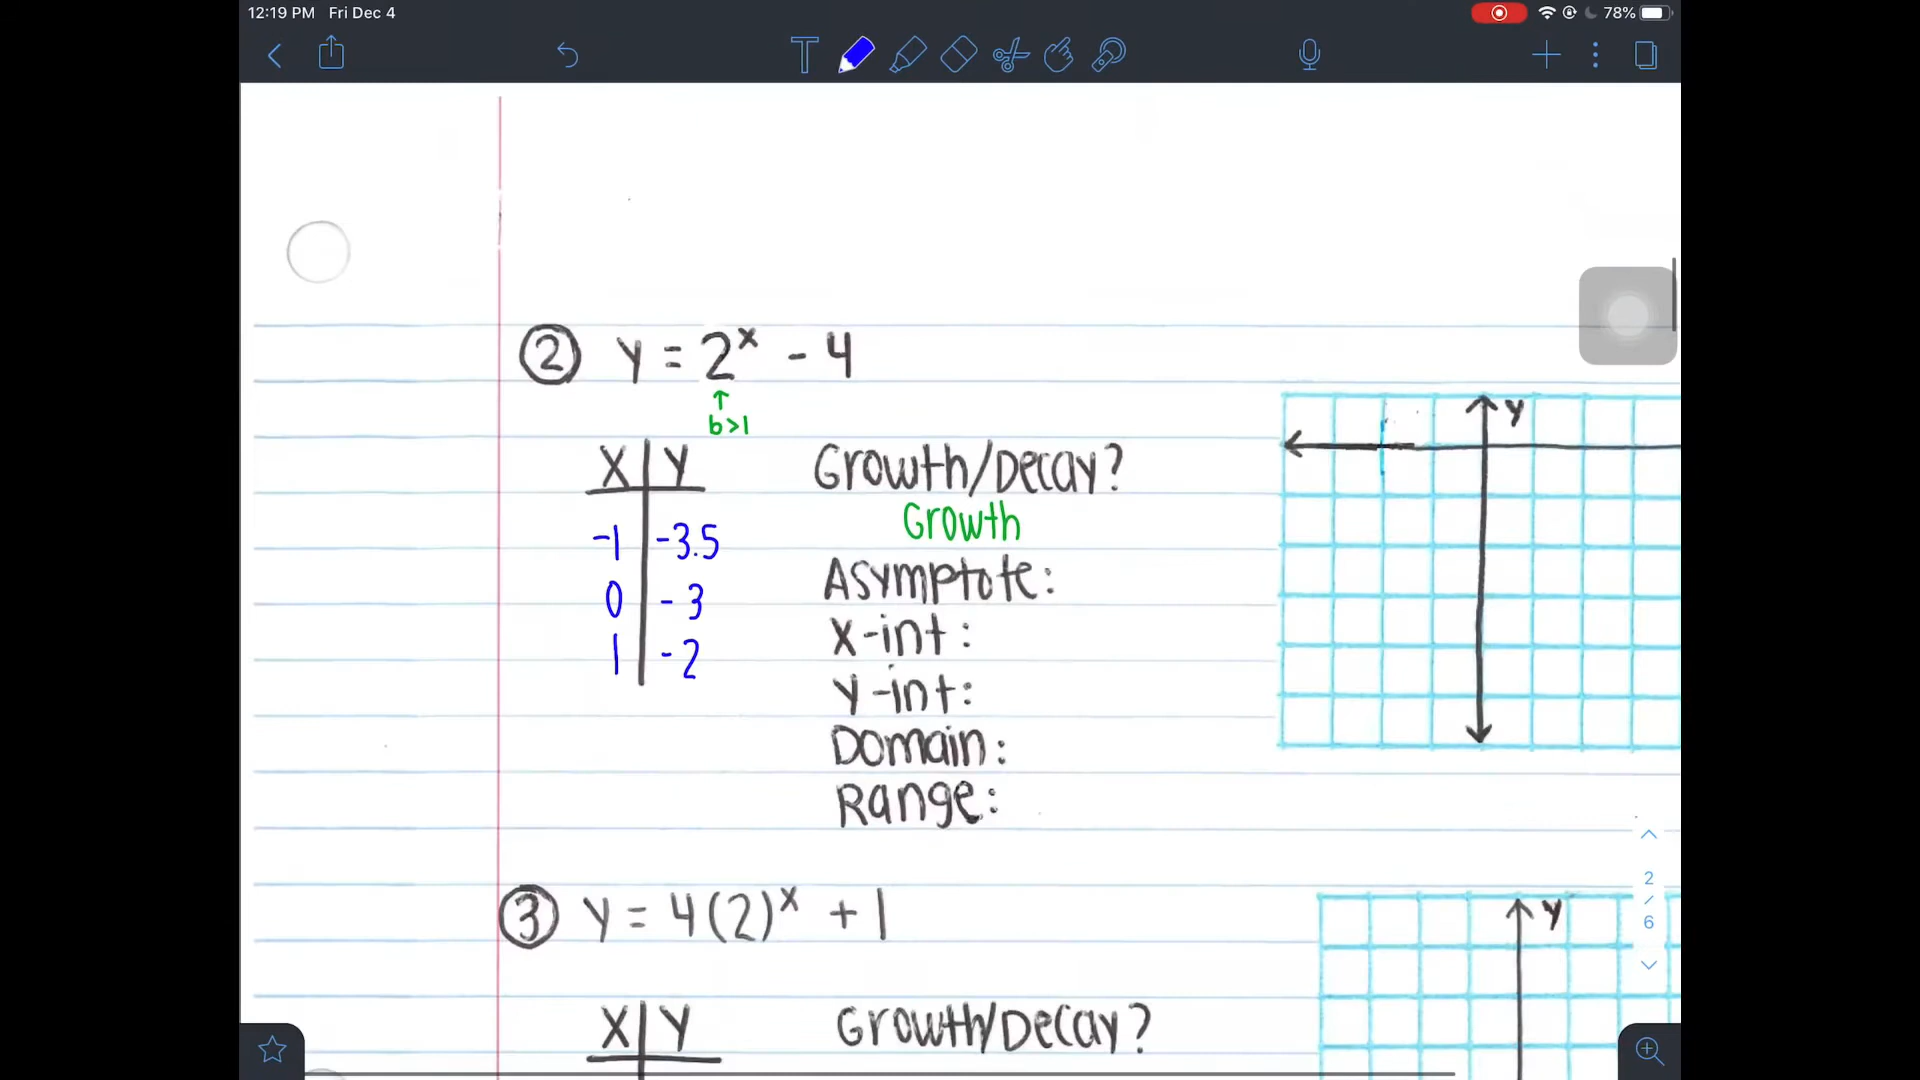 12:19 PM Fri Dec 4
78%
T
② y = 2ˣ - 4
↑
b>1
X | Y
-1 | -3.5
0 | -3
1 | -2
Growth/Decay?
Growth
Asymptote:
X-int:
Y-int:
Domain:
Range:
y
③ y = 4(2)ˣ + 1
y
X | Y
Growth/Decay?
2
/
6